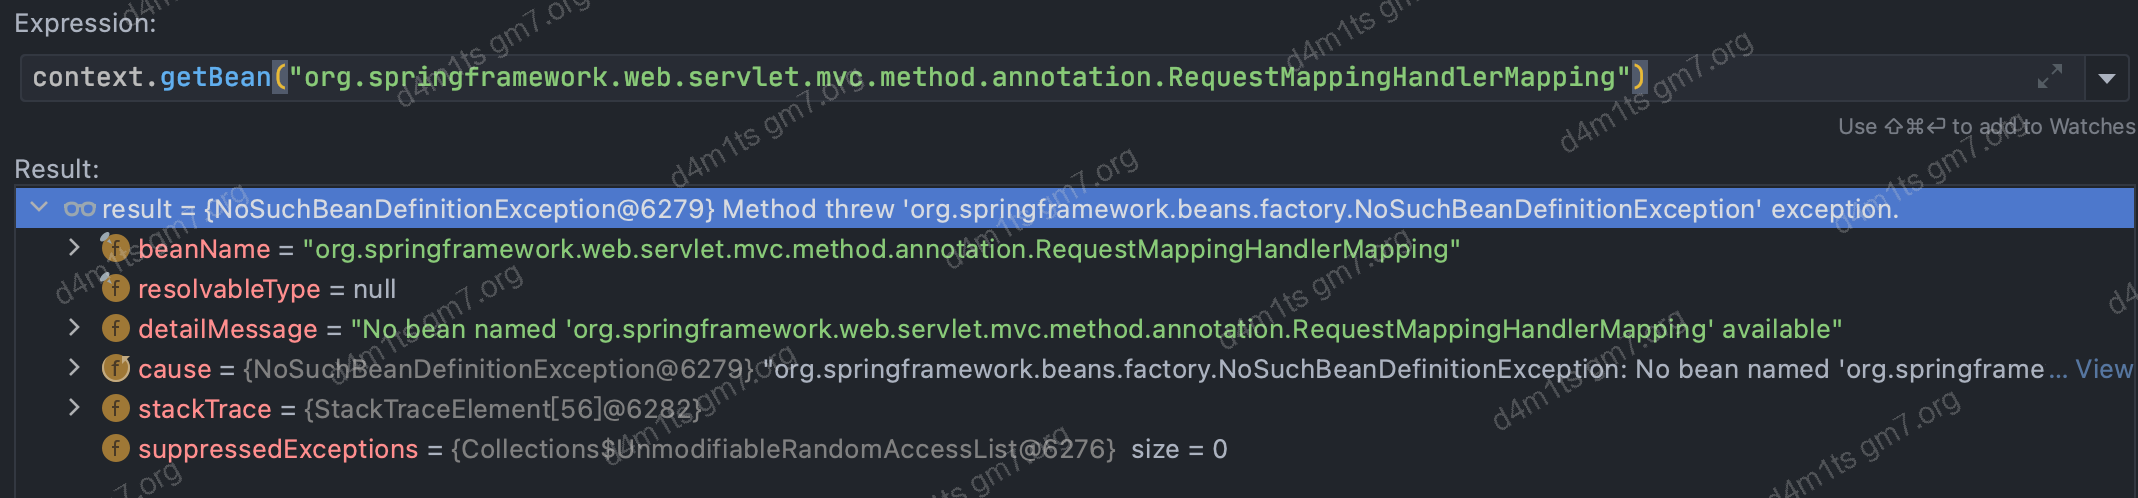 Expression:
context.getBean("org.springframework.web.servlet.mvc.method.annotation.RequestMappingHandlerMapping")
Use ⇧⌘⏎ to add to Watches
Result:
result = {NoSuchBeanDefinitionException@6279} Method threw 'org.springframework.beans.factory.NoSuchBeanDefinitionException' exception.
f beanName = "org.springframework.web.servlet.mvc.method.annotation.RequestMappingHandlerMapping"
f resolvableType = null
f detailMessage = "No bean named 'org.springframework.web.servlet.mvc.method.annotation.RequestMappingHandlerMapping' available"
f cause = {NoSuchBeanDefinitionException@6279} "org.springframework.beans.factory.NoSuchBeanDefinitionException: No bean named 'org.springframe... View
f stackTrace = {StackTraceElement[56]@6282}
f suppressedExceptions = {Collections$UnmodifiableRandomAccessList@6276} size = 0
d4m1ts gm7.org